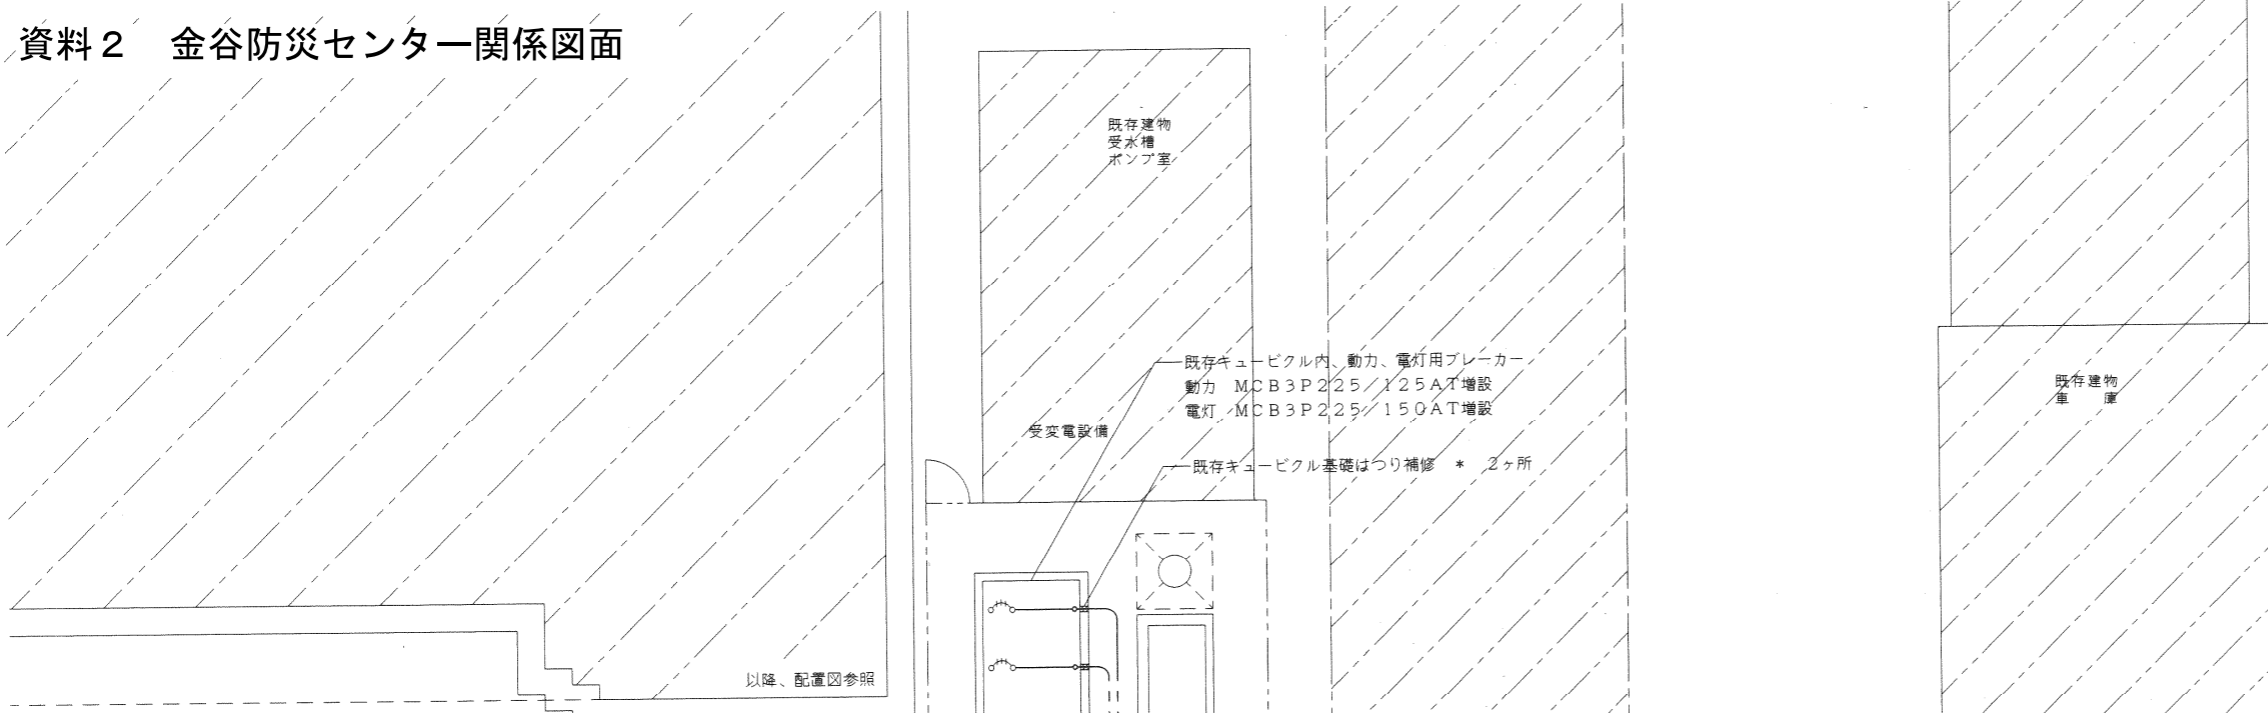 資料２　金谷防災センター関係図面
既存建物
受水槽
ポンプ室
既存キュービクル内、動力、電灯用ブレーカー
動力　ＭＣＢ３Ｐ２２５／１２５ＡＴ増設
電灯　ＭＣＢ３Ｐ２２５／１５０ＡＴ増設
既存建物
車　庫
受変電設備
既存キュービクル基礎はつり補修　＊　２ヶ所
以降、配置図参照